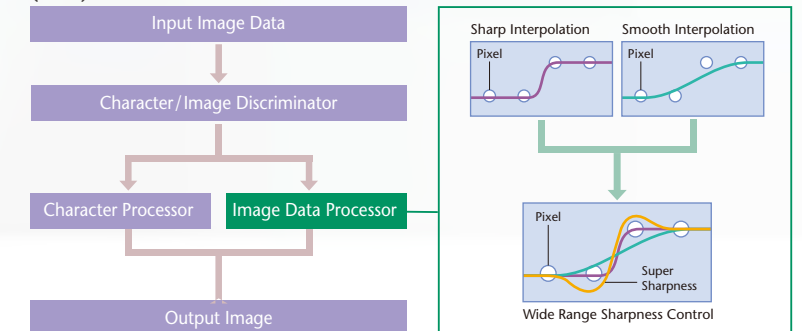 Input Image Data
Character/Image Discriminator
Character Processor
Image Data Processor
Output Image
Sharp Interpolation
Smooth Interpolation
Pixel
Pixel
Pixel
Super
Sharpness
Wide Range Sharpness Control